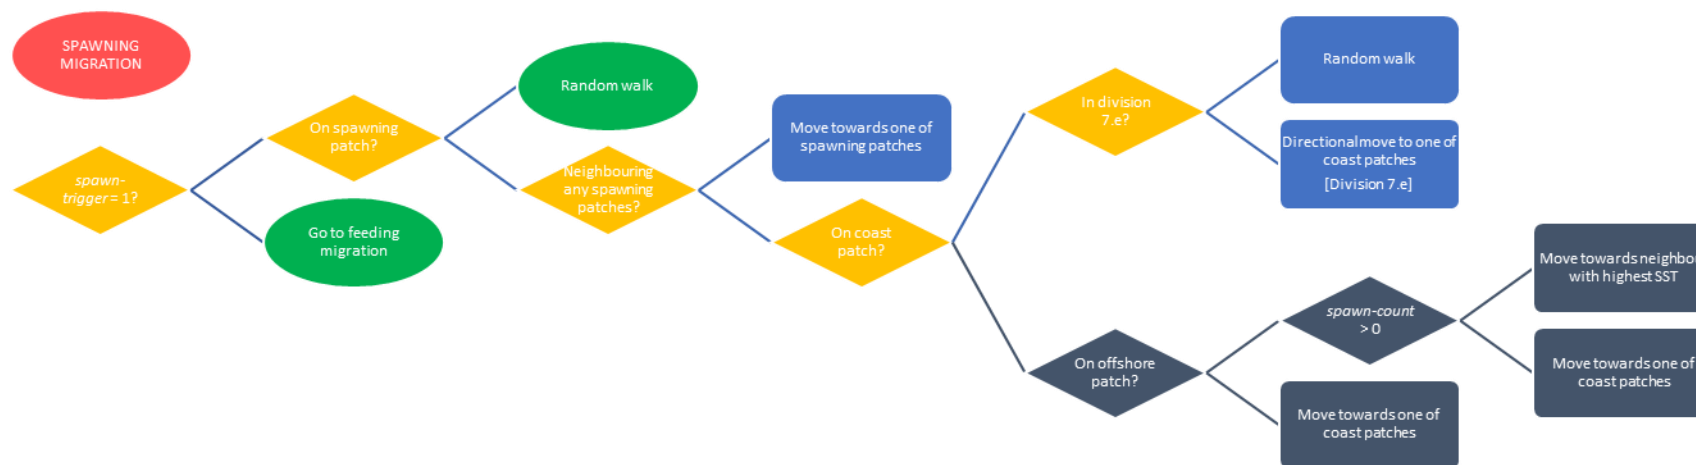 SPAWNING
MIGRATION
spawn-
trigger = 1?
On spawning
patch?
Go to feeding
migration
Random walk
Neighbouring
any spawning
patches?
Move towards one of
spawning patches
On coast
patch?
In division
7.e?
Random walk
Directional move to one of
coast patches
[Division 7.e]
On offshore
patch?
spawn-count
> 0
Move towards one of
coast patches
Move towards
with highest SST
Move towards one of
coast patches